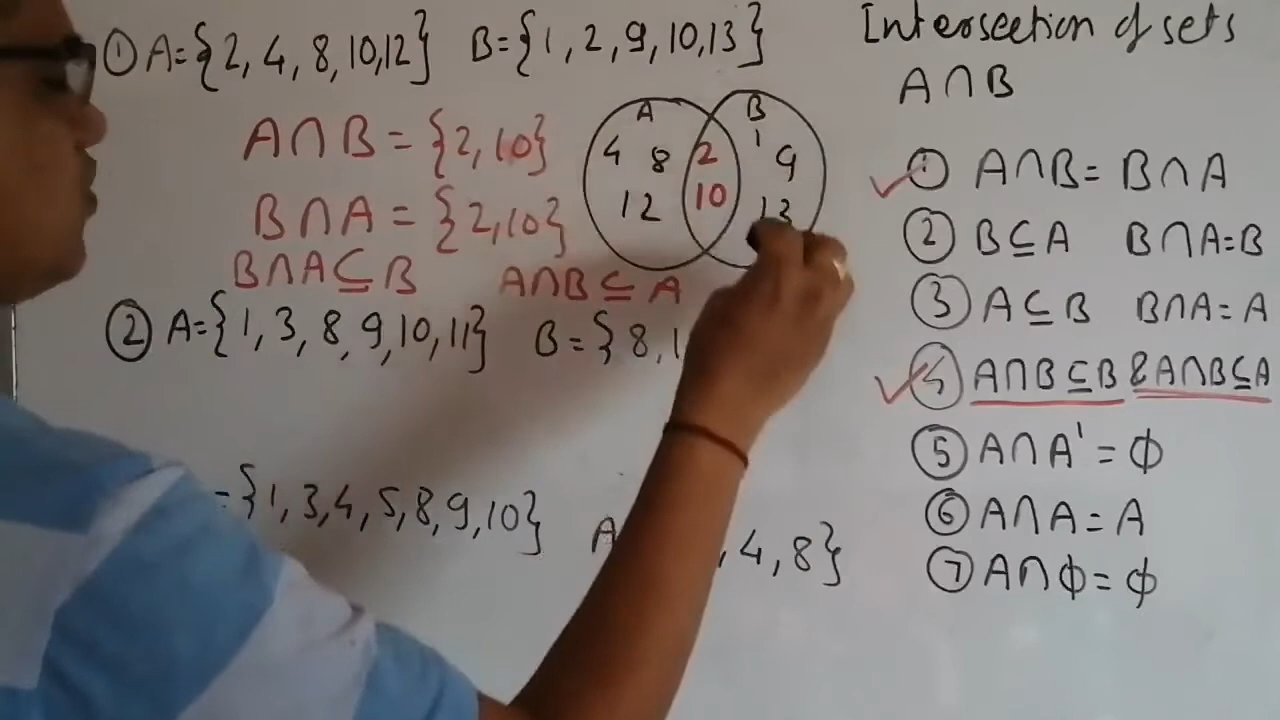 ① A={2, 4, 8, 10, 12} B={1, 2, 9, 10, 13}
A∩B = {2, 10}
B∩A = {2, 10}
B∩A⊆B A∩B⊆A
A B
4 8 2 1 9
12 10 13
② A={1, 3, 8, 9, 10, 11} B={8, 1
={1, 3, 4, 5, 8, 9, 10} A , 4, 8}
Intersection of sets
A∩B
① A∩B= B∩A
② B⊆A B∩A=B
③ A⊆B B∩A=A
④ A∩B⊆B & A∩B⊆A
⑤ A∩A' = ϕ
⑥ A∩A = A
⑦ A∩ϕ = ϕ